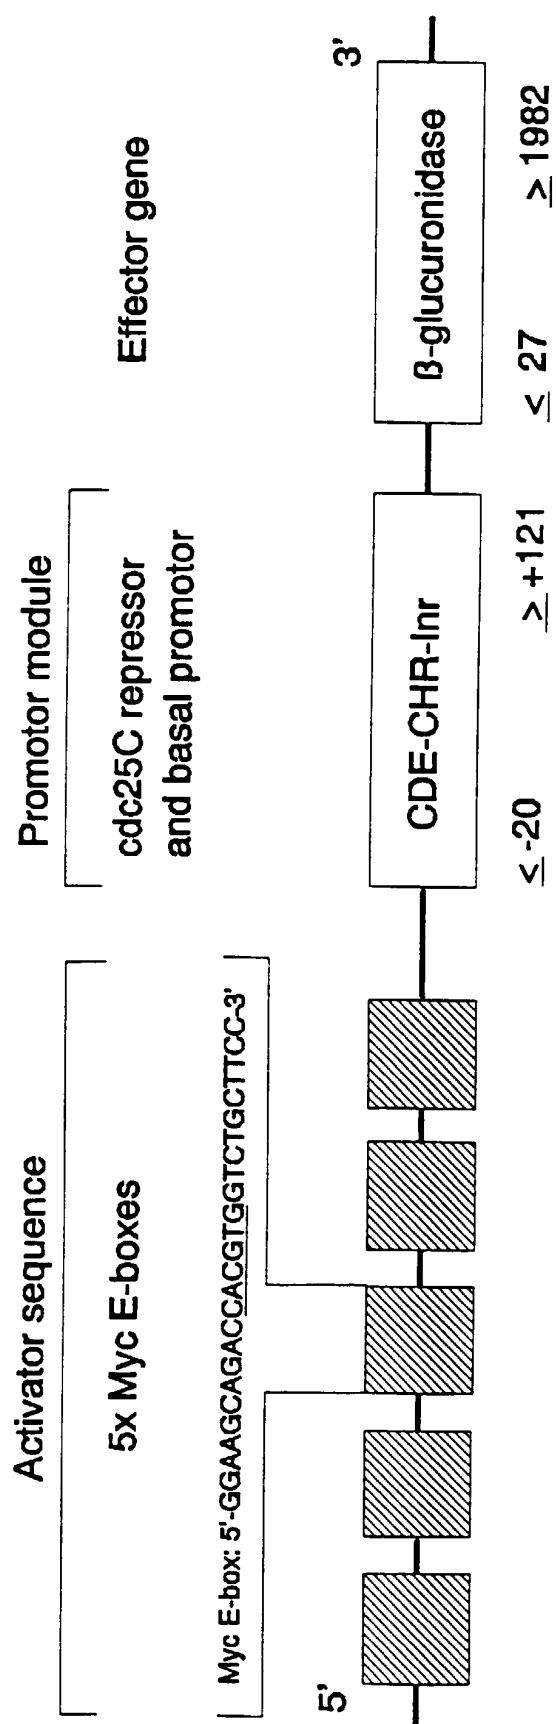 Activator sequence
5x Myc E-boxes
Myc E-box: 5'-GGAAGCAGACCACGTGGTCTGCTTCC-3'
Promotor module
cdc25C repressor
and basal promotor
Effector gene
5'
3'
CDE-CHR-Inr
ß-glucuronidase
≤ -20
≥ +121
≤ 27
≥ 1982